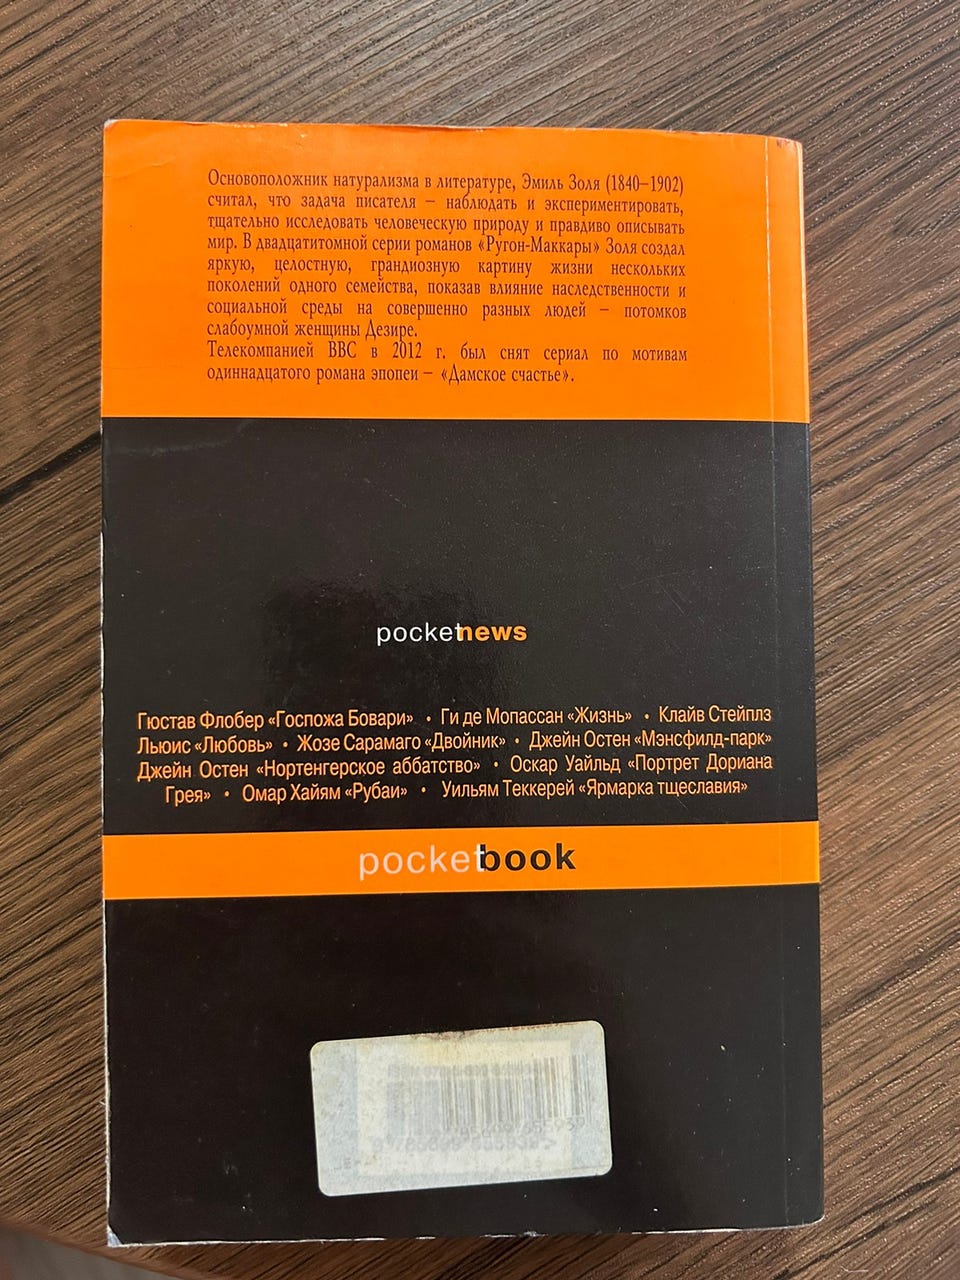 Основоположник натурализма в литературе, Эмиль Золя (1840–1902)
считал, что задача писателя – наблюдать и экспериментировать,
тщательно исследовать человеческую природу и правдиво описывать
мир. В двадцатитомной серии романов «Ругон-Маккары» Золя создал
яркую, целостную, грандиозную картину жизни нескольких
поколений одного семейства, показав влияние наследственности и
социальной среды на совершенно разных людей – потомков
слабоумной женщины Дезире.
Телекомпанией BBC в 2012 г. был снят сериал по мотивам
одиннадцатого романа эпопеи – «Дамское счастье».
pocketnews
Гюстав Флобер «Госпожа Бовари» • Ги де Мопассан «Жизнь» • Клайв Стейплз
Льюис «Любовь» • Жозе Сарамаго «Двойник» • Джейн Остен «Мэнсфилд-парк»
Джейн Остен «Нортенгерское аббатство» • Оскар Уайльд «Портрет Дориана
Грея» • Омар Хайям «Рубаи» • Уильям Теккерей «Ярмарка тщеславия»
pocketbook